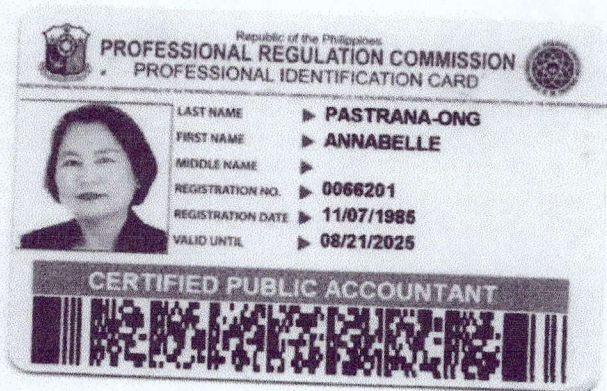 Republic of the Philippines
PROFESSIONAL REGULATION COMMISSION
PROFESSIONAL IDENTIFICATION CARD
LAST NAME ▶ PASTRANA-ONG
FIRST NAME ▶ ANNABELLE
MIDDLE NAME ▶
REGISTRATION NO. ▶ 0066201
REGISTRATION DATE ▶ 11/07/1985
VALID UNTIL ▶ 08/21/2025
CERTIFIED PUBLIC ACCOUNTANT